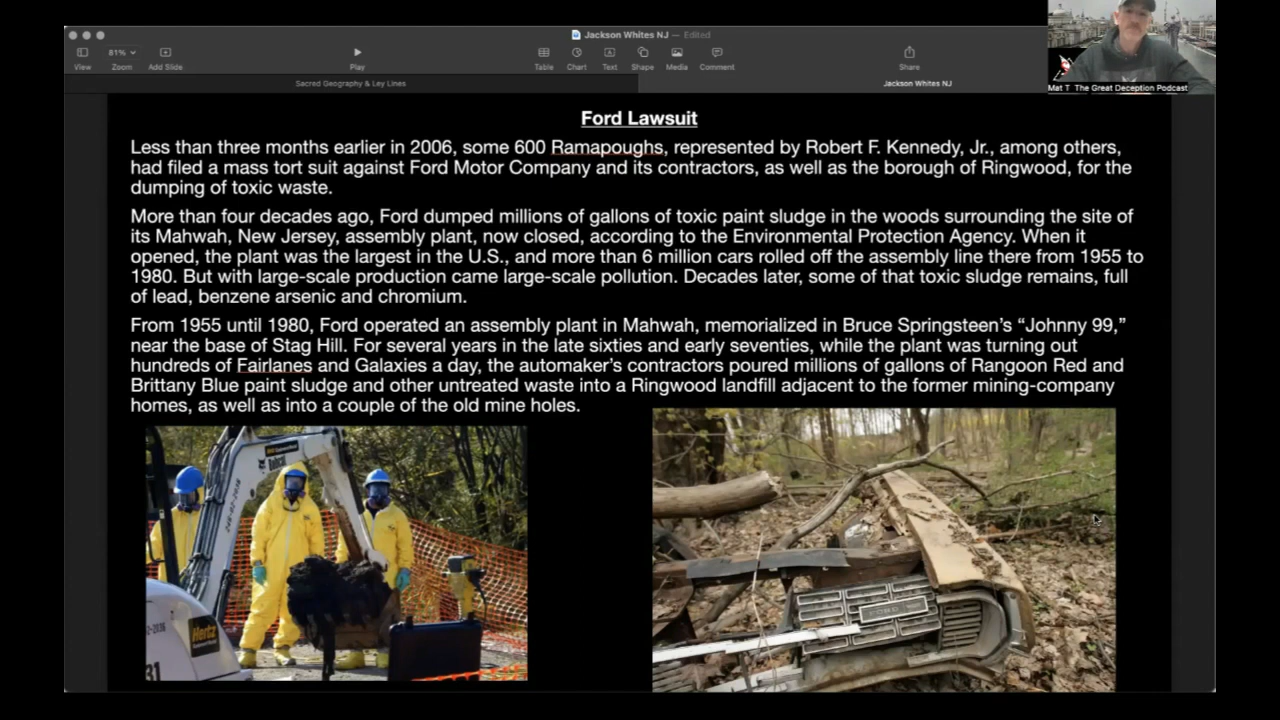 Jackson Whites NJ — Edited
81%
View
Zoom
Add Slide
Play
Table
Chart
Text
Shape
Media
Comment
Share
Sacred Geography & Ley Lines
Jackson Whites NJ
Mat T The Great Deception Podcast
Ford Lawsuit
Less than three months earlier in 2006, some 600 Ramapoughs, represented by Robert F. Kennedy, Jr., among others,
had filed a mass tort suit against Ford Motor Company and its contractors, as well as the borough of Ringwood, for the
dumping of toxic waste.
More than four decades ago, Ford dumped millions of gallons of toxic paint sludge in the woods surrounding the site of
its Mahwah, New Jersey, assembly plant, now closed, according to the Environmental Protection Agency. When it
opened, the plant was the largest in the U.S., and more than 6 million cars rolled off the assembly line there from 1955 to
1980. But with large-scale production came large-scale pollution. Decades later, some of that toxic sludge remains, full
of lead, benzene arsenic and chromium.
From 1955 until 1980, Ford operated an assembly plant in Mahwah, memorialized in Bruce Springsteen’s “Johnny 99,”
near the base of Stag Hill. For several years in the late sixties and early seventies, while the plant was turning out
hundreds of Fairlanes and Galaxies a day, the automaker’s contractors poured millions of gallons of Rangoon Red and
Brittany Blue paint sludge and other untreated waste into a Ringwood landfill adjacent to the former mining-company
homes, as well as into a couple of the old mine holes.
Bobcat
Hertz
31
FORD